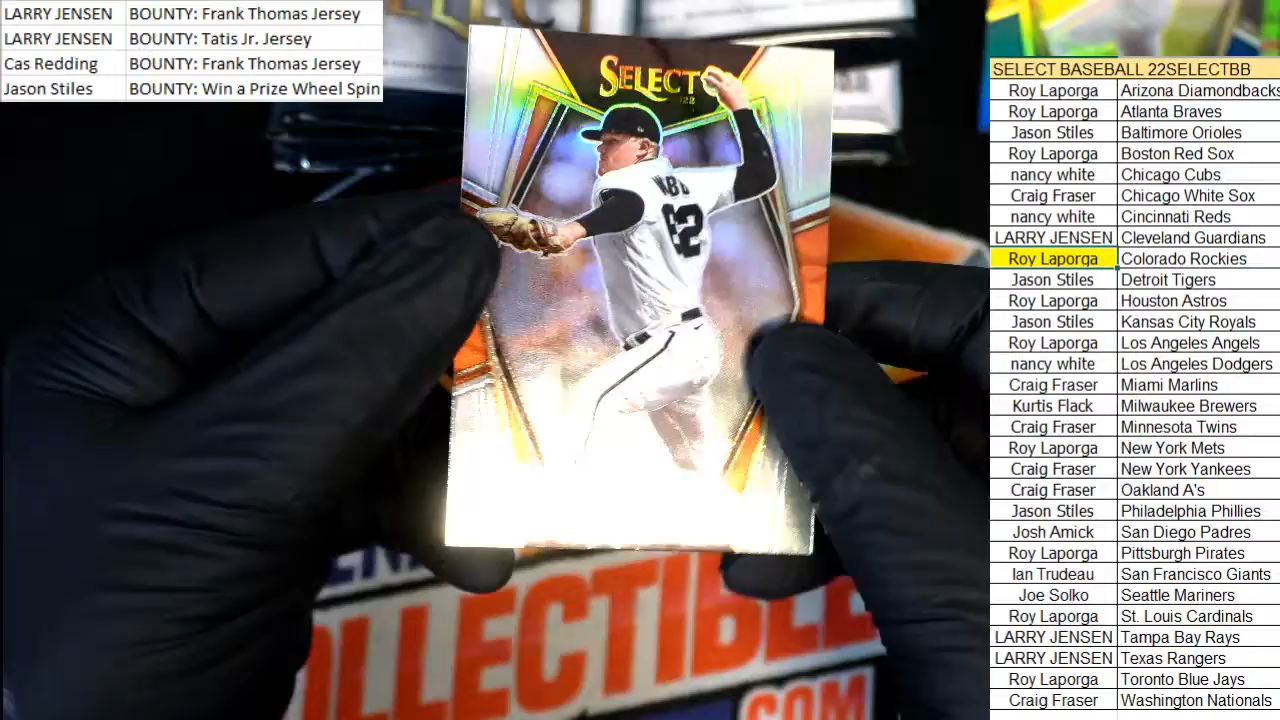 LARRY JENSEN BOUNTY: Frank Thomas Jersey
LARRY JENSEN BOUNTY: Tatis Jr. Jersey
Cas Redding BOUNTY: Frank Thomas Jersey
Jason Stiles BOUNTY: Win a Prize Wheel Spin
SELECT
62
OLLECTIBLE
.COM
SELECT BASEBALL 22SELECTBB
Roy Laporga Arizona Diamondbacks
Roy Laporga Atlanta Braves
Jason Stiles Baltimore Orioles
Roy Laporga Boston Red Sox
nancy white Chicago Cubs
Craig Fraser Chicago White Sox
nancy white Cincinnati Reds
LARRY JENSEN Cleveland Guardians
Roy Laporga Colorado Rockies
Jason Stiles Detroit Tigers
Roy Laporga Houston Astros
Jason Stiles Kansas City Royals
Roy Laporga Los Angeles Angels
nancy white Los Angeles Dodgers
Craig Fraser Miami Marlins
Kurtis Flack Milwaukee Brewers
Craig Fraser Minnesota Twins
Roy Laporga New York Mets
Craig Fraser New York Yankees
Craig Fraser Oakland A's
Jason Stiles Philadelphia Phillies
Josh Amick San Diego Padres
Roy Laporga Pittsburgh Pirates
Ian Trudeau San Francisco Giants
Joe Solko Seattle Mariners
Roy Laporga St. Louis Cardinals
LARRY JENSEN Tampa Bay Rays
LARRY JENSEN Texas Rangers
Roy Laporga Toronto Blue Jays
Craig Fraser Washington Nationals